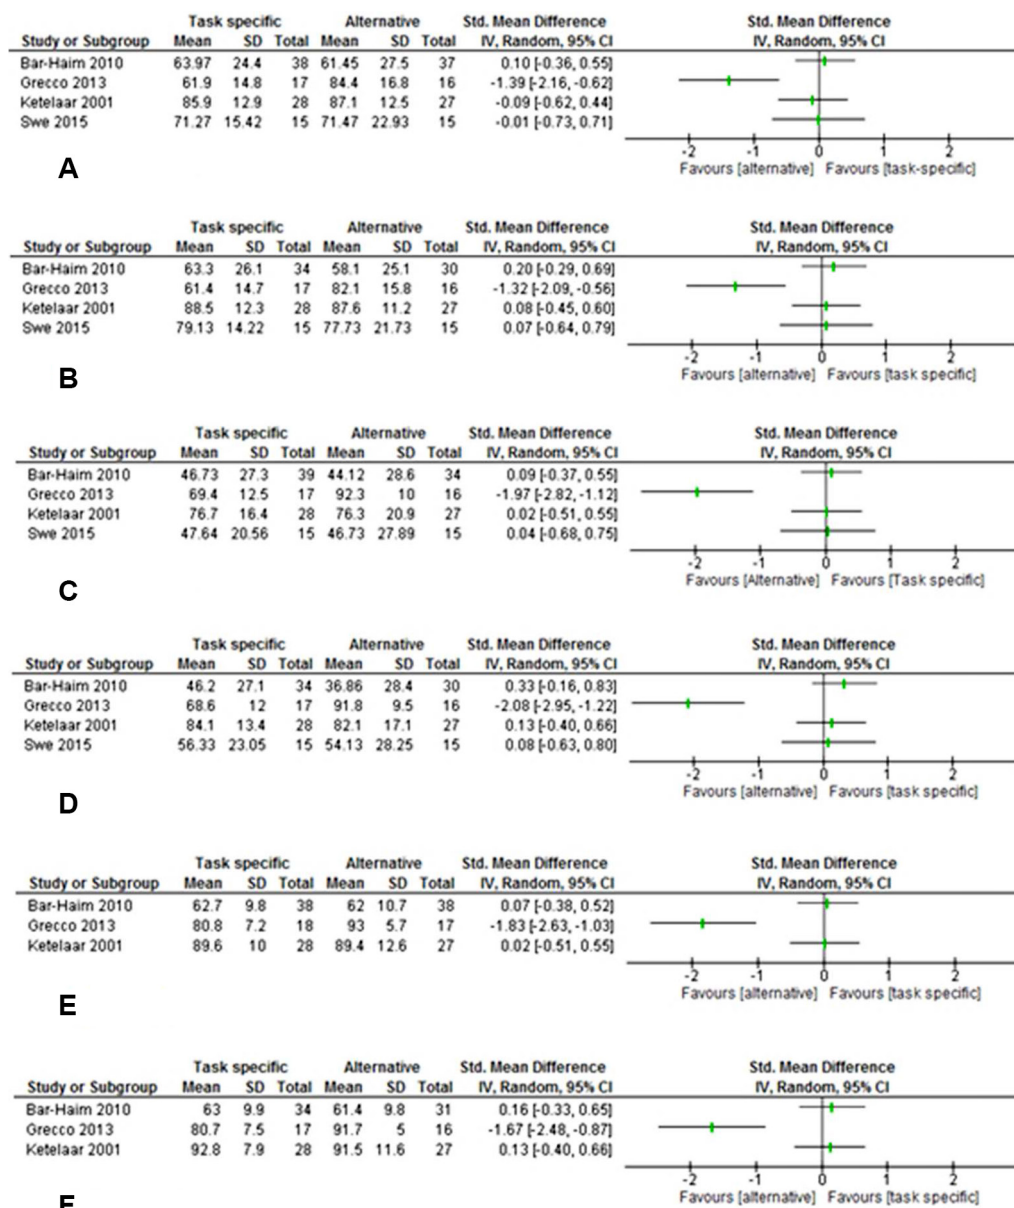 Task specific Alternative Std. Mean Difference Std. Mean Difference
Study or Subgroup Mean SD Total Mean SD Total IV, Random, 95% CI IV, Random, 95% CI
Bar-Haim 2010 63.97 24.4 38 61.45 27.5 37 0.10 [-0.36, 0.55]
Grecco 2013 61.9 14.8 17 84.4 16.8 16 -1.39 [-2.16, -0.62]
Ketelaar 2001 85.9 12.9 28 87.1 12.5 27 -0.09 [-0.62, 0.44]
Swe 2015 71.27 15.42 15 71.47 22.93 15 -0.01 [-0.73, 0.71]
-2 -1 0 1 2
Favours [alternative] Favours [task-specific]
A
Task specific Alternative Std. Mean Difference Std. Mean Difference
Study or Subgroup Mean SD Total Mean SD Total IV, Random, 95% CI IV, Random, 95% CI
Bar-Haim 2010 63.3 26.1 34 58.1 25.1 30 0.20 [-0.29, 0.69]
Grecco 2013 61.4 14.7 17 82.1 15.8 16 -1.32 [-2.09, -0.56]
Ketelaar 2001 88.5 12.3 28 87.6 11.2 27 0.08 [-0.45, 0.60]
Swe 2015 79.13 14.22 15 77.73 21.73 15 0.07 [-0.64, 0.79]
-2 -1 0 1 2
Favours [alternative] Favours [task specific]
B
Task specific Alternative Std. Mean Difference Std. Mean Difference
Study or Subgroup Mean SD Total Mean SD Total IV, Random, 95% CI IV, Random, 95% CI
Bar-Haim 2010 46.73 27.3 39 44.12 28.6 34 0.09 [-0.37, 0.55]
Grecco 2013 69.4 12.5 17 92.3 10 16 -1.97 [-2.82, -1.12]
Ketelaar 2001 76.7 16.4 28 76.3 20.9 27 0.02 [-0.51, 0.55]
Swe 2015 47.64 20.56 15 46.73 27.89 15 0.04 [-0.68, 0.75]
-2 -1 0 1 2
Favours [Alternative] Favours [Task specific]
C
Task specific Alternative Std. Mean Difference Std. Mean Difference
Study or Subgroup Mean SD Total Mean SD Total IV, Random, 95% CI IV, Random, 95% CI
Bar-Haim 2010 46.2 27.1 34 36.86 28.4 30 0.33 [-0.16, 0.83]
Grecco 2013 68.6 12 17 91.8 9.5 16 -2.08 [-2.95, -1.22]
Ketelaar 2001 84.1 13.4 28 82.1 17.1 27 0.13 [-0.40, 0.66]
Swe 2015 56.33 23.05 15 54.13 28.25 15 0.08 [-0.63, 0.80]
-2 -1 0 1 2
Favours [alternative] Favours [task specific]
D
Task specific Alternative Std. Mean Difference Std. Mean Difference
Study or Subgroup Mean SD Total Mean SD Total IV, Random, 95% CI IV, Random, 95% CI
Bar-Haim 2010 62.7 9.8 38 62 10.7 38 0.07 [-0.38, 0.52]
Grecco 2013 80.8 7.2 18 93 5.7 17 -1.83 [-2.63, -1.03]
Ketelaar 2001 89.6 10 28 89.4 12.6 27 0.02 [-0.51, 0.55]
-2 -1 0 1 2
Favours [alternative] Favours [task specific]
E
Task specific Alternative Std. Mean Difference Std. Mean Difference
Study or Subgroup Mean SD Total Mean SD Total IV, Random, 95% CI IV, Random, 95% CI
Bar-Haim 2010 63 9.9 34 61.4 9.8 31 0.16 [-0.33, 0.65]
Grecco 2013 80.7 7.5 17 91.7 5 16 -1.67 [-2.48, -0.87]
Ketelaar 2001 92.8 7.9 28 91.5 11.6 27 0.13 [-0.40, 0.66]
-2 -1 0 1 2
Favours [alternative] Favours [task specific]